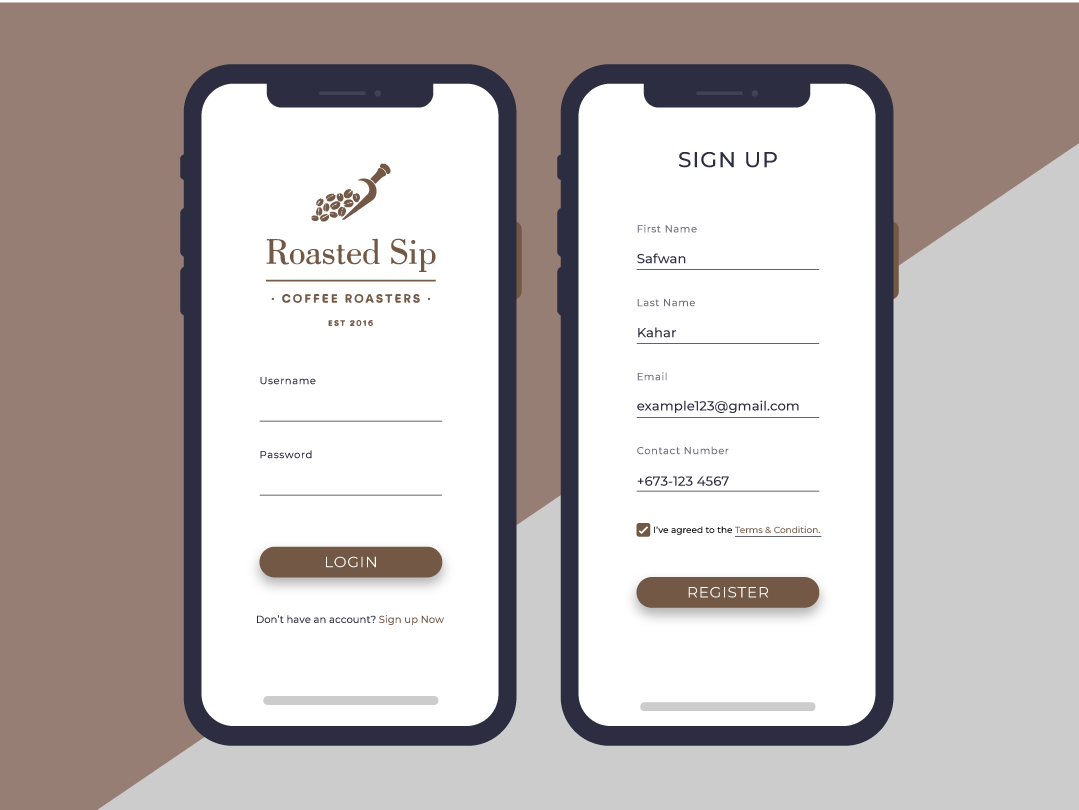 Roasted Sip
· COFFEE ROASTERS ·
EST 2016
Username
Password
LOGIN
Don't have an account? Sign up Now
SIGN UP
First Name
Safwan
Last Name
Kahar
Email
example123@gmail.com
Contact Number
+673-123 4567
I've agreed to the Terms & Condition.
REGISTER